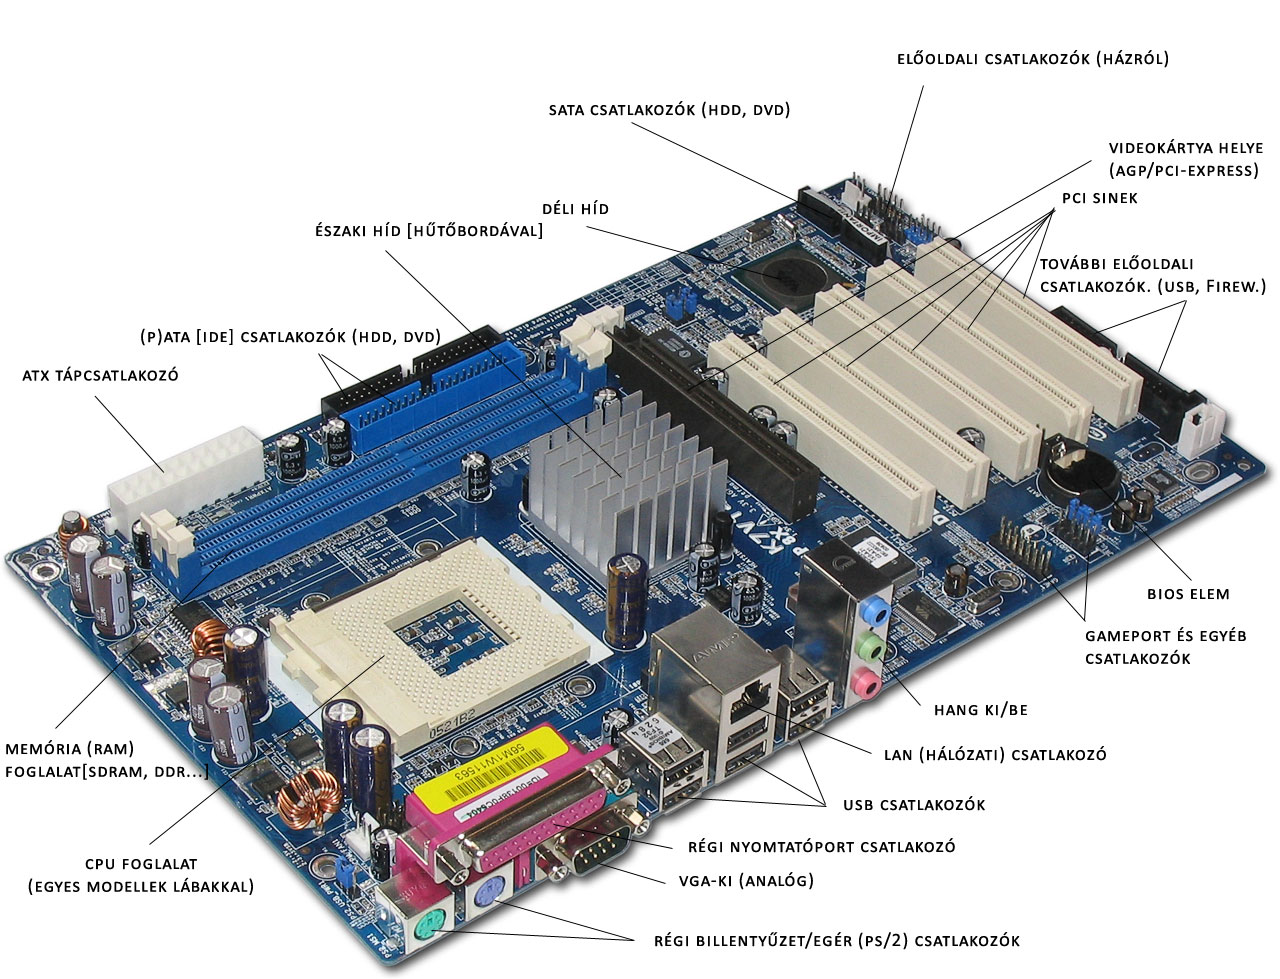 ELŐOLDALI CSATLAKOZÓK (HÁZRÓL)
SATA CSATLAKOZÓK (HDD, DVD)
VIDEOKÁRTYA HELYE
(AGP/PCI-EXPRESS)
PCI SINEK
DÉLI HÍD
ÉSZAKI HÍD [HŰTŐBORDÁVAL]
TOVÁBBI ELŐOLDALI
CSATLAKOZÓK. (USB, FIREW.)
(P)ATA [IDE] CSATLAKOZÓK (HDD, DVD)
ATX TÁPCSATLAKOZÓ
BIOS ELEM
GAMEPORT ÉS EGYÉB
CSATLAKOZÓK
HANG KI/BE
MEMÓRIA (RAM)
FOGLALAT[SDRAM, DDR...]
LAN (HÁLÓZATI) CSATLAKOZÓ
USB CSATLAKOZÓK
RÉGI NYOMTATÓPORT CSATLAKOZÓ
CPU FOGLALAT
(EGYES MODELLEK LÁBAKKAL)
VGA-KI (ANALÓG)
RÉGI BILLENTYŰZET/EGÉR (PS/2) CSATLAKOZÓK
0521B2
56M1VV11583